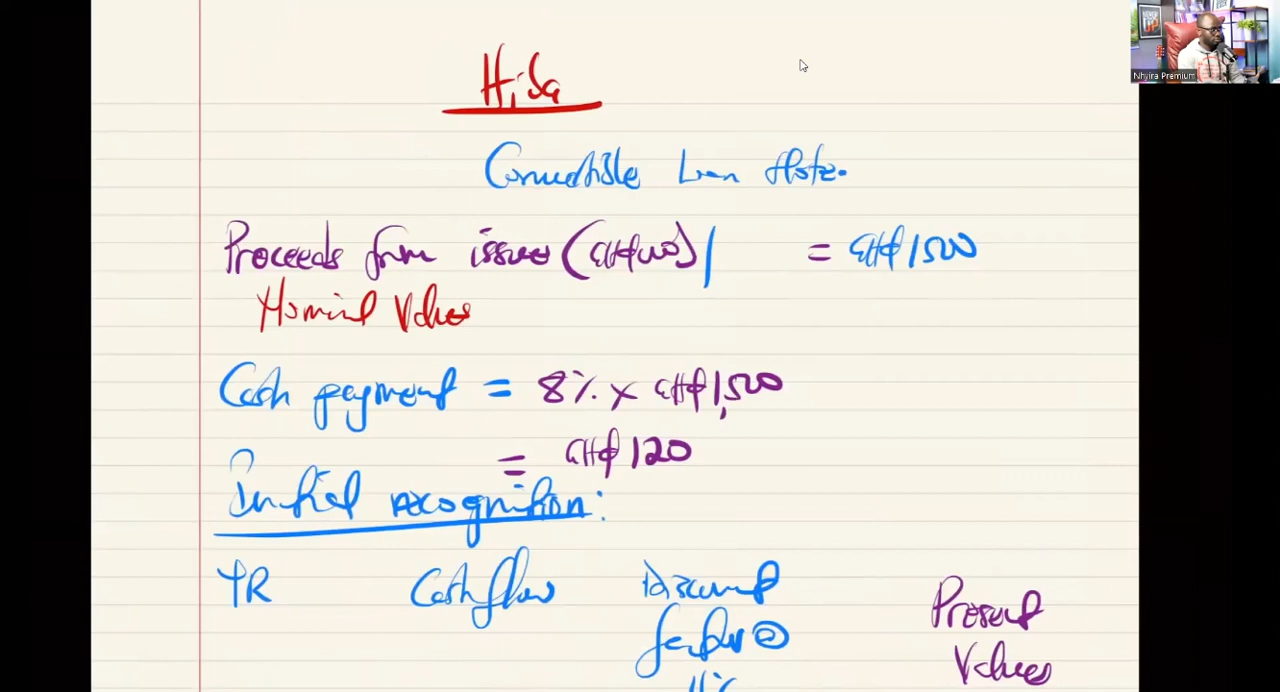 Hisa
Convertible Loan Note.
Proceeds from issue (GH¢000) = GH¢1500
Nominal Values
Cash payment = 8% x GH¢1,500
= GH¢120
Initial recognition:
YR Cashflow Discount Present
factor @ Values
Nhyira Premium